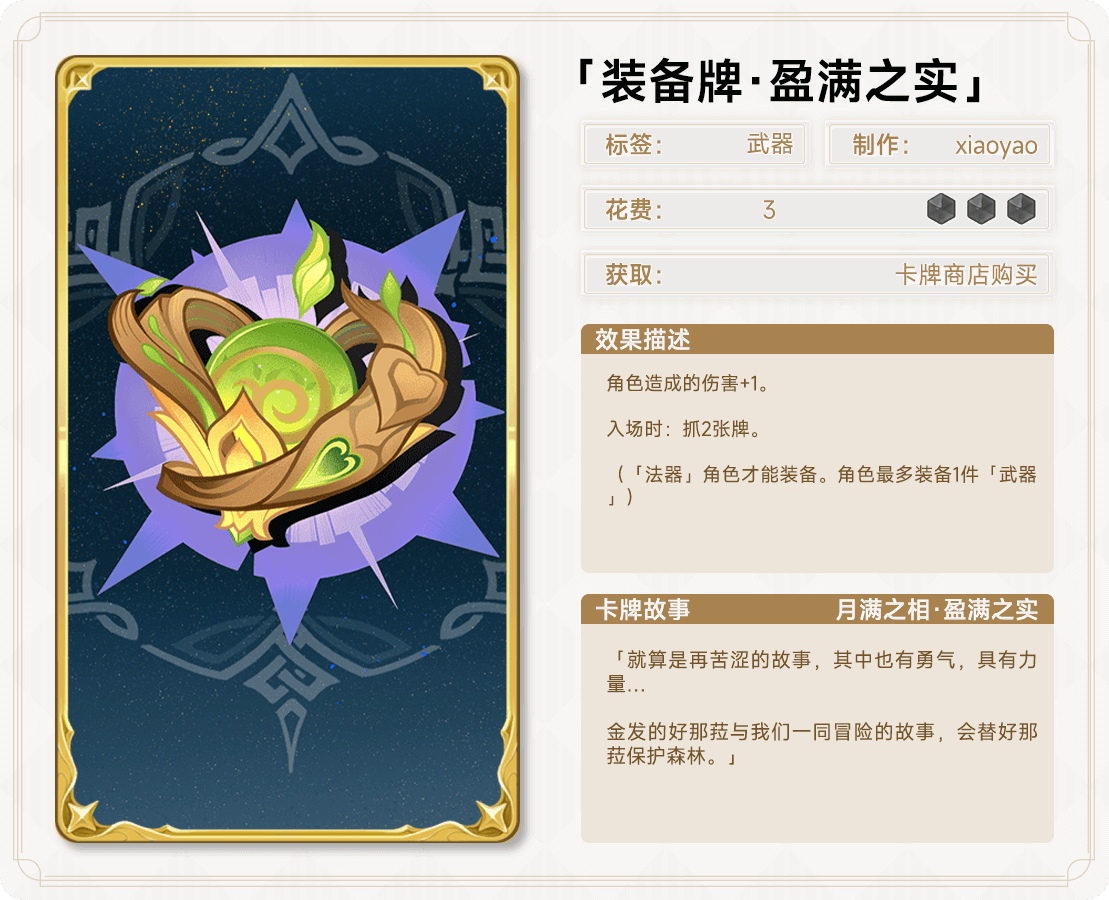 「装备牌·盈满之实」
标签： 武器 制作： xiaoyao
花费： 3
获取： 卡牌商店购买
效果描述
角色造成的伤害+1。
入场时：抓2张牌。
（「法器」角色才能装备。角色最多装备1件「武器
」）
卡牌故事 月满之相·盈满之实
「就算是再苦涩的故事，其中也有勇气，具有力
量...
金发的好那菈与我们一同冒险的故事，会替好那
菈保护森林。」